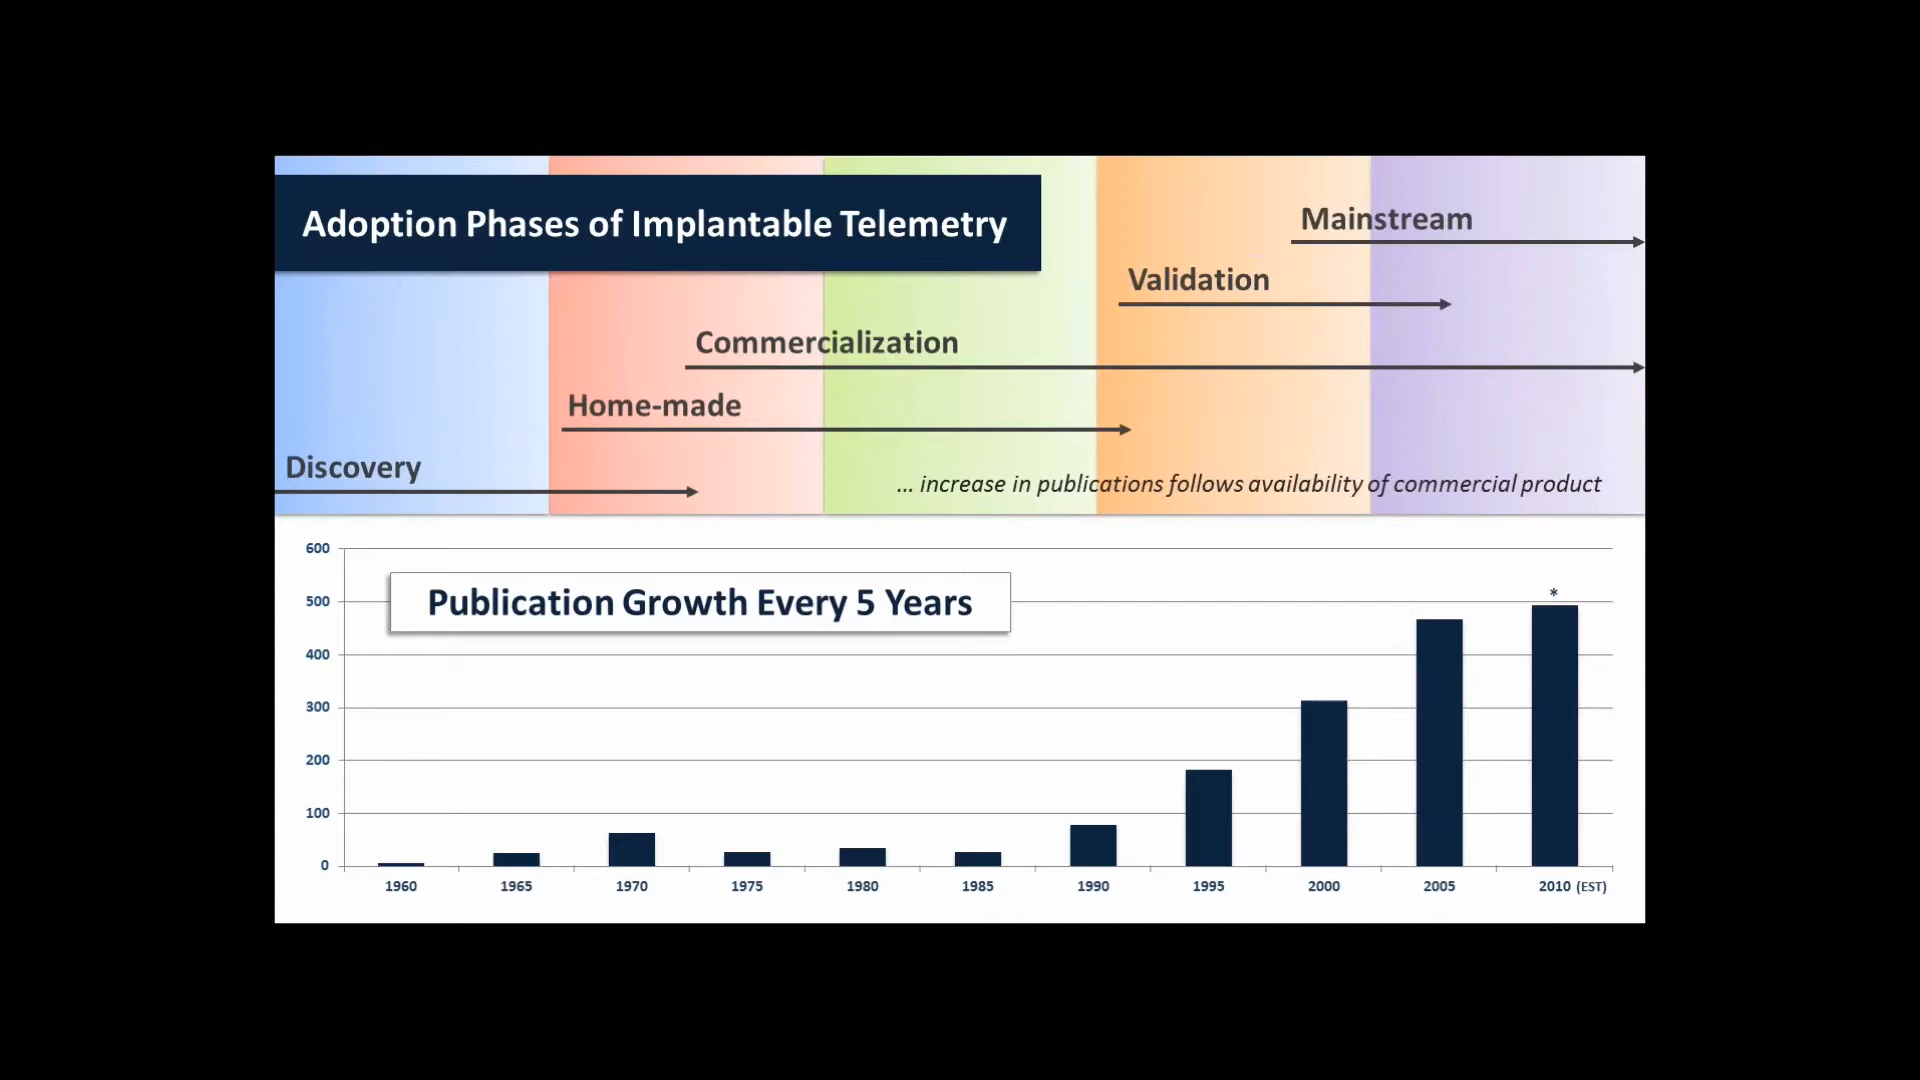 Adoption Phases of Implantable Telemetry
Mainstream
Validation
Commercialization
Home-made
Discovery
... increase in publications follows availability of commercial product
Publication Growth Every 5 Years
600
500
400
300
200
100
0
*
1960 1965 1970 1975 1980 1985 1990 1995 2000 2005 2010 (EST)